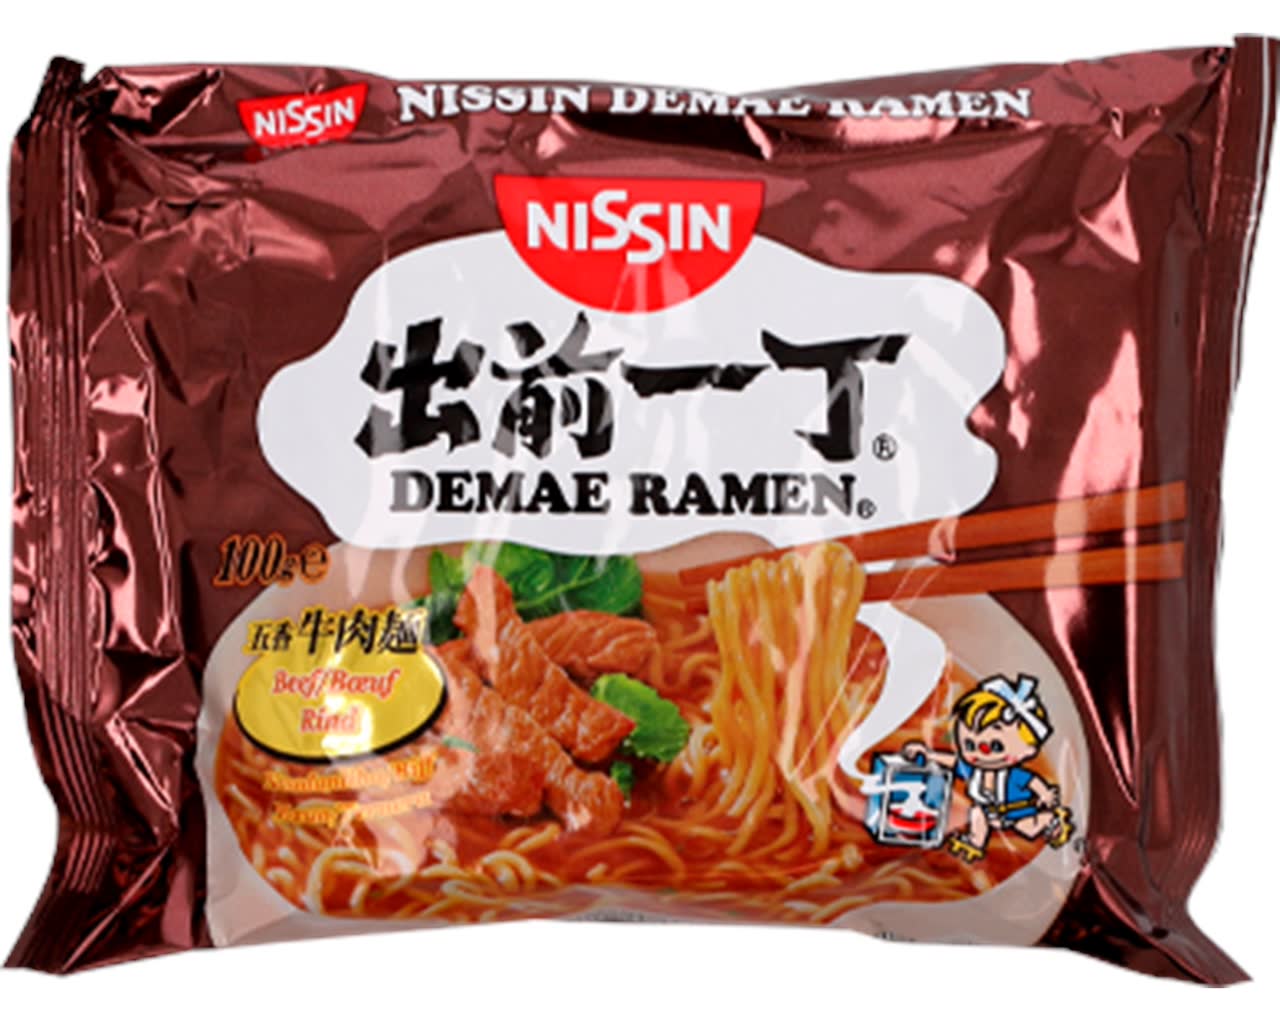 NISSIN NISSIN DEMAE RAMEN
NISSIN
出前一丁®
DEMAE RAMEN®
100g e
五香牛肉麵
Beef/Bœuf
Rind